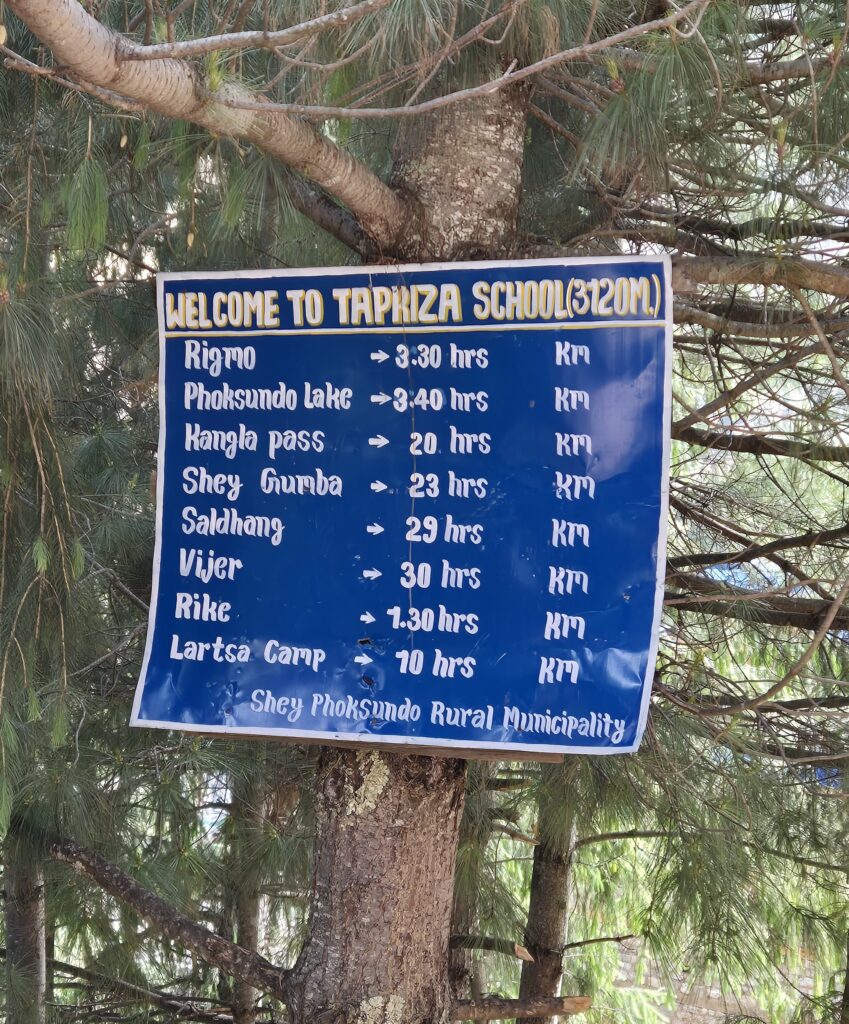 WELCOME TO TAPRIZA SCHOOL(3120M.)
Rigmo → 3.30 hrs Km
Phoksundo Lake → 3.40 hrs Km
Kangla pass → 20 hrs Km
Shey Gumba → 23 hrs Km
Saldhang → 29 hrs Km
Vijer → 30 hrs Km
Rike → 1.30 hrs Km
Lartsa Camp → 10 hrs Km
Shey Phoksundo Rural Municipality